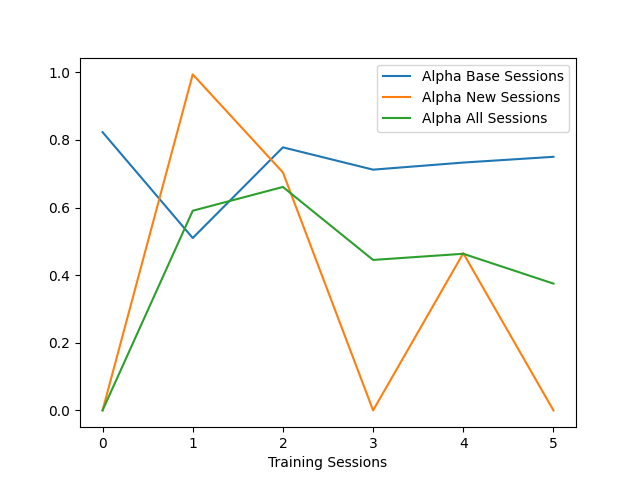 1.0
0.8
0.6
0.4
0.2
0.0
Alpha Base Sessions
Alpha New Sessions
Alpha All Sessions
0 1 2 3 4 5
Training Sessions